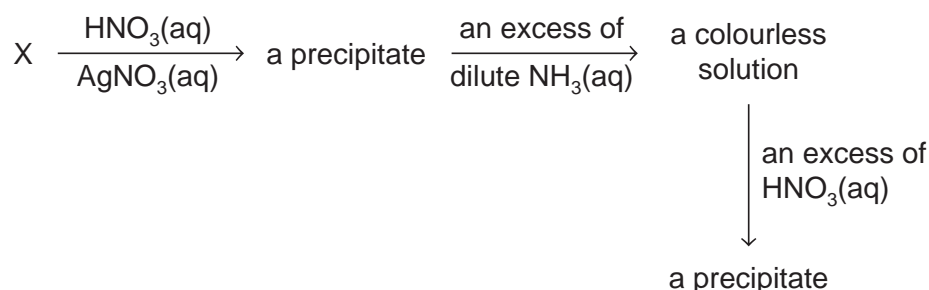 X
HNO₃(aq)
AgNO₃(aq)
a precipitate
an excess of
dilute NH₃(aq)
a colourless
solution
an excess of
HNO₃(aq)
a precipitate